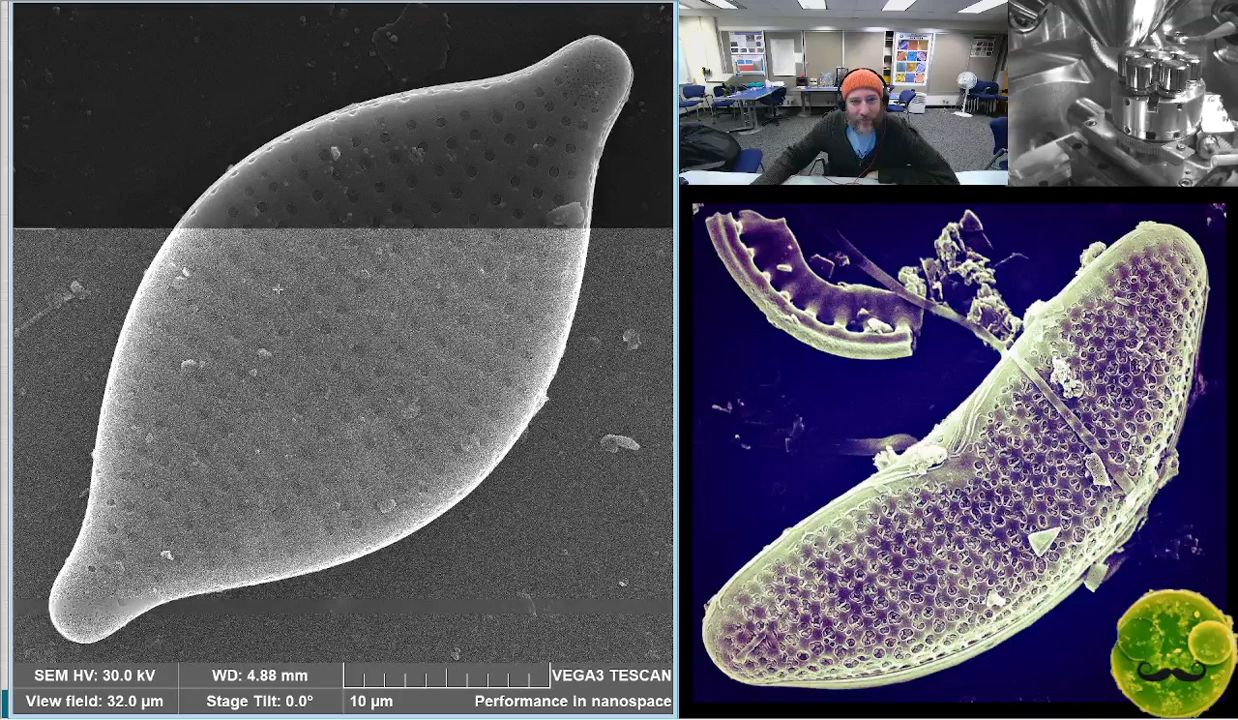 SEM HV: 30.0 kV
WD: 4.88 mm
VEGA3 TESCAN
View field: 32.0 µm
Stage Tilt: 0.0°
10 µm
Performance in nanospace